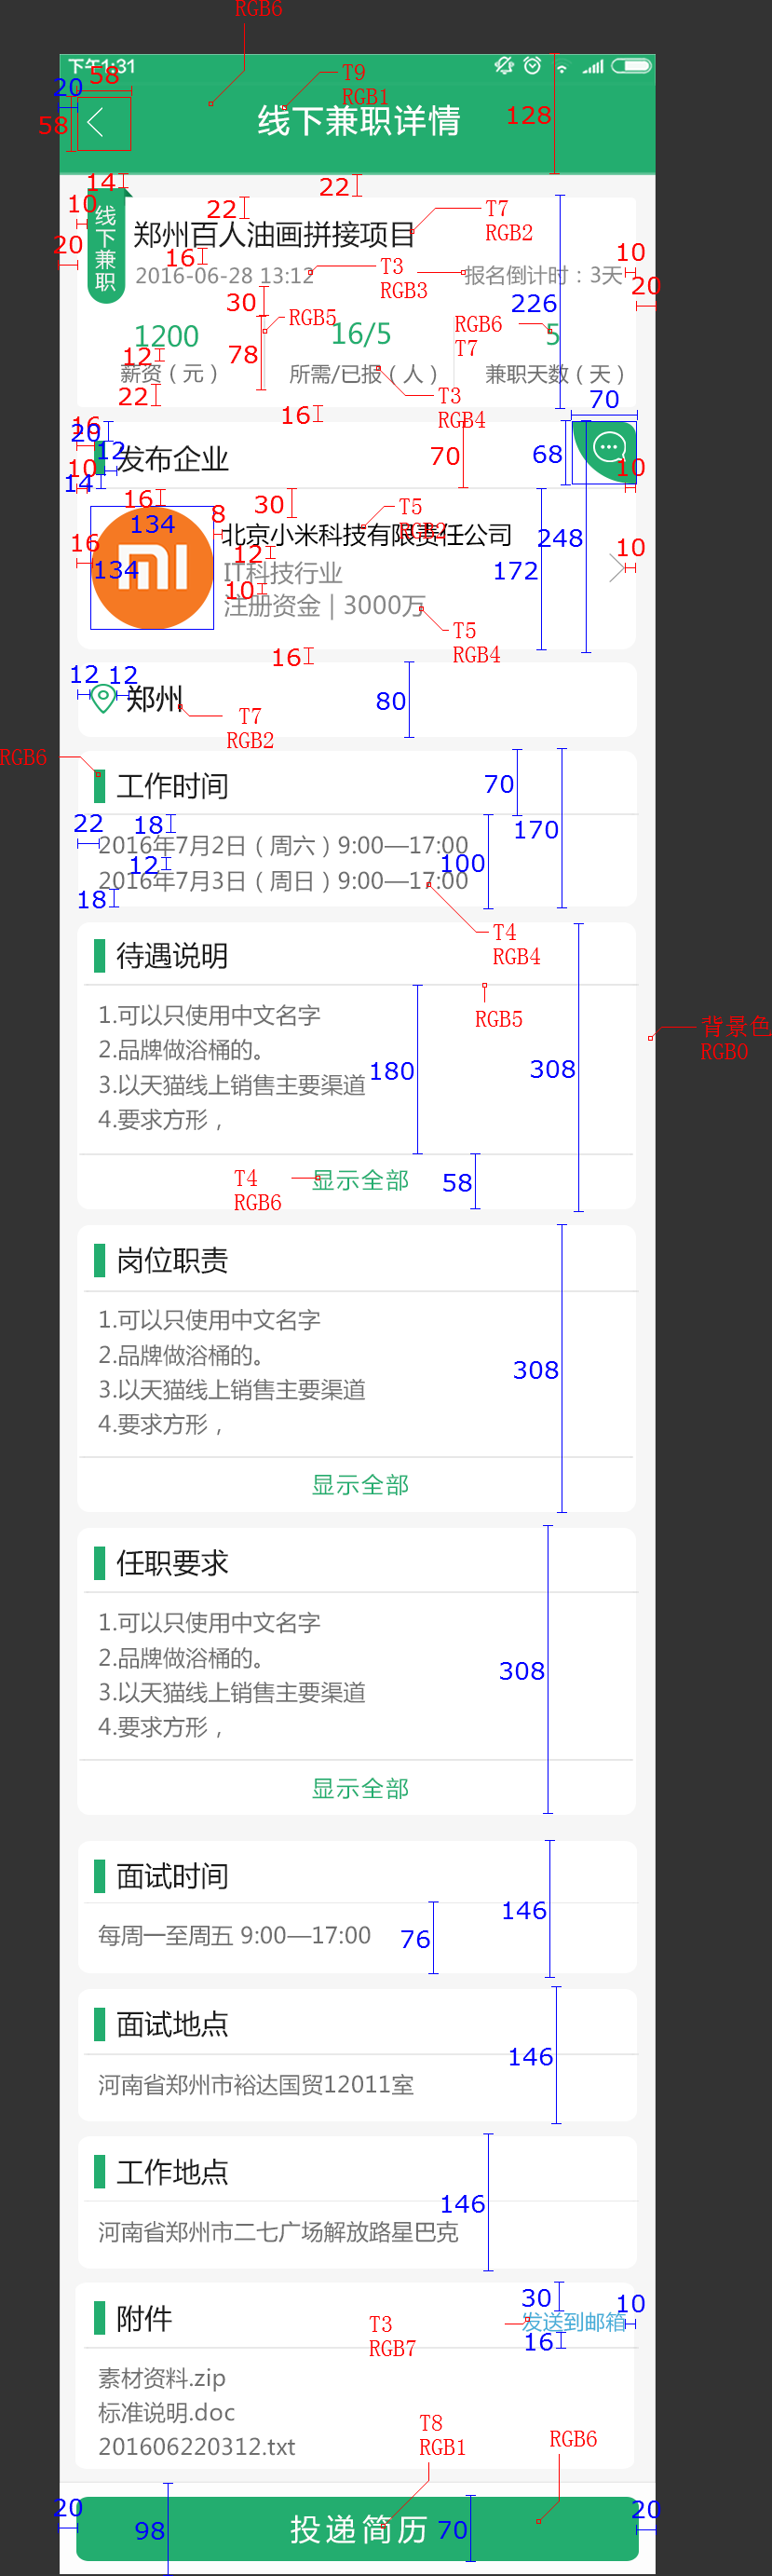 RGB6
下午1:31
T9
RGB1
58
20
58
线下兼职详情
128
14
22
10
22
线下兼职
郑州百人油画拼接项目
T7
RGB2
20
16
2016-06-28 13:12
T3
RGB3
报名倒计时：3天
10
20
30
RGB5
226
1200
16/5
RGB6
T7
5
12
78
薪资（元）
所需/已报（人）
兼职天数（天）
22
T3
RGB4
70
16
16
20
12
发布企业
70
68
10
14
10
16
30
T5
RGB2
134
8
北京小米科技有限责任公司
248
16
12
10
134
IT科技行业
172
10
注册资金 | 3000万
T5
RGB4
16
12
12
郑州
80
T7
RGB2
RGB6
工作时间
70
22
18
170
2016年7月2日（周六）9:00—17:00
12
100
2016年7月3日（周日）9:00—17:00
18
T4
RGB4
待遇说明
1.可以只使用中文名字
RGB5
背景色
RGB0
2.品牌做浴桶的。
180
308
3.以天猫线上销售主要渠道
4.要求方形，
T4
RGB6
显示全部
58
岗位职责
1.可以只使用中文名字
2.品牌做浴桶的。
308
3.以天猫线上销售主要渠道
4.要求方形，
显示全部
任职要求
1.可以只使用中文名字
2.品牌做浴桶的。
308
3.以天猫线上销售主要渠道
4.要求方形，
显示全部
面试时间
146
每周一至周五 9:00—17:00
76
面试地点
146
河南省郑州市裕达国贸12011室
工作地点
146
河南省郑州市二七广场解放路星巴克
30
10
附件
T3
RGB7
发送到邮箱
16
素材资料.zip
标准说明.doc
201606220312.txt
T8
RGB1
RGB6
20
98
投递简历
70
20